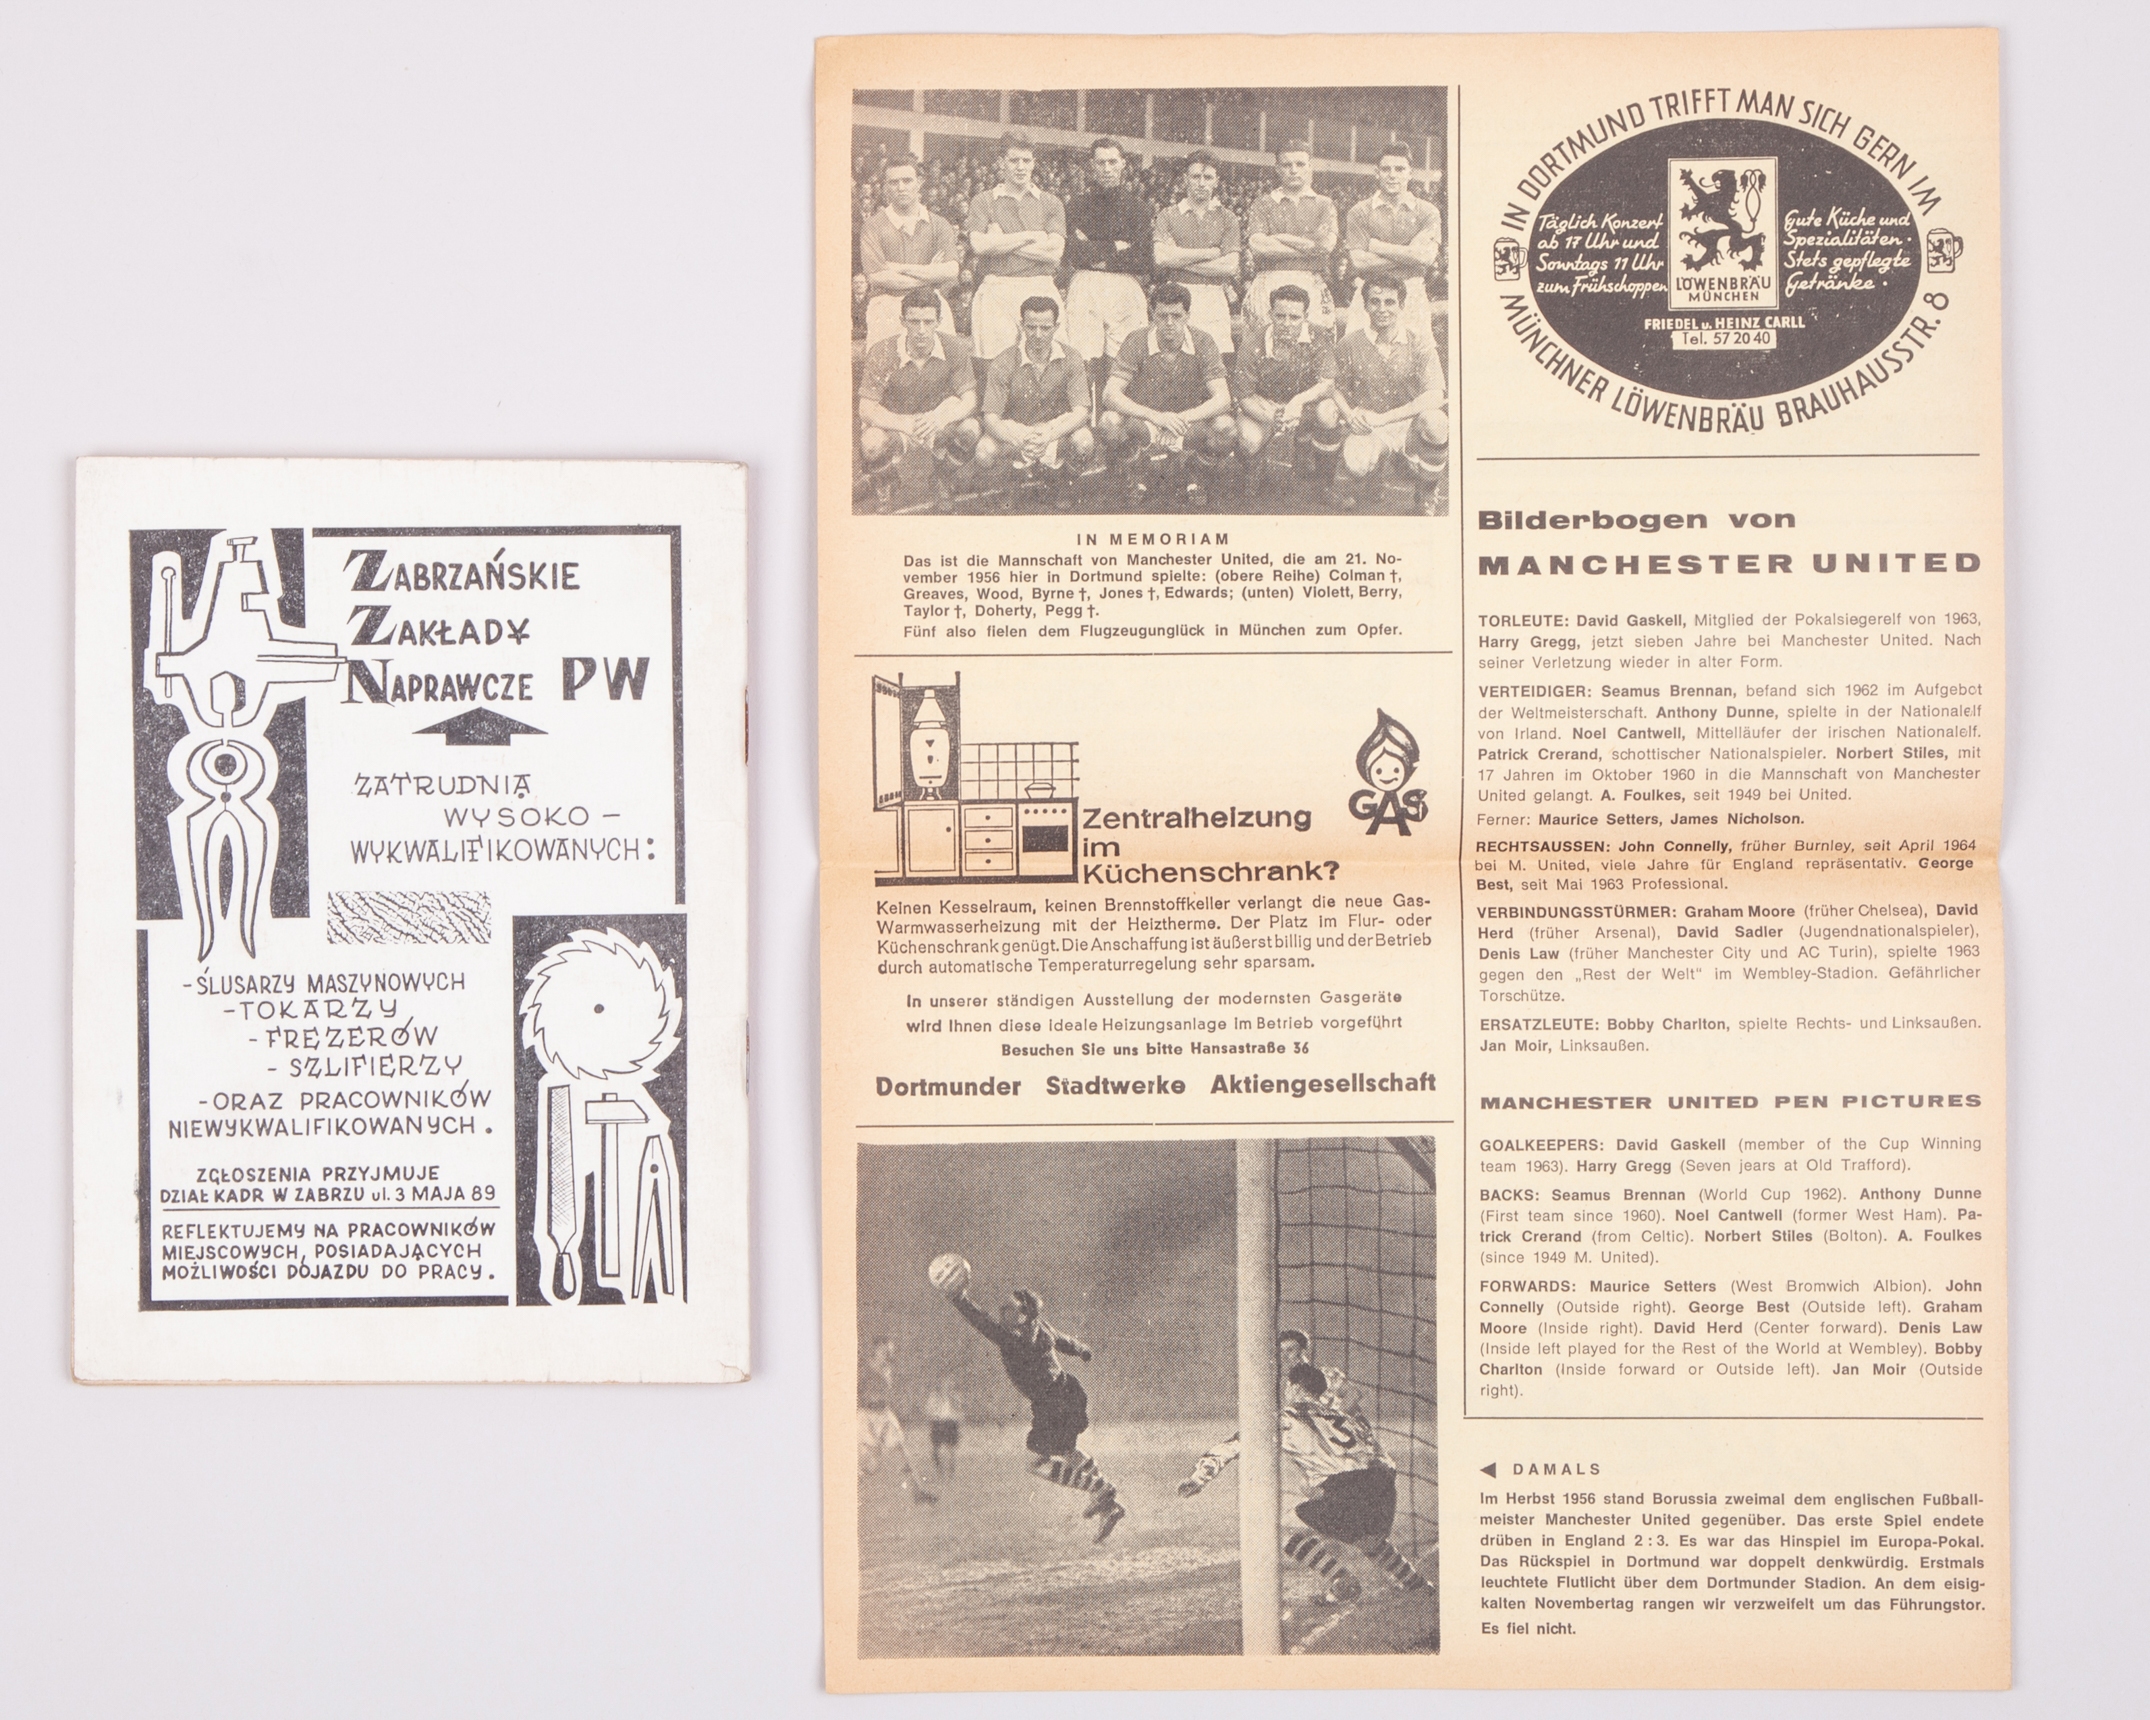 ZABRZAŃSKIE
ZAKŁADY
NAPRAWCZE PW
ZATRUDNIĄ
WYSOKO –
WYKWALIFIKOWANYCH:
-ŚLUSARZY MASZYNOWYCH
-TOKARZY
- FREZERÓW
- SZLIFIERZY
-ORAZ PRACOWNIKÓW
NIEWYKWALIFIKOWANYCH.
ZGŁOSZENIA PRZYJMUJE
DZIAŁ KADR W ZABRZU ul. 3 MAJA 89
REFLEKTUJEMY NA PRACOWNIKÓW
MIEJSCOWYCH, POSIADAJĄCYCH
MOŻLIWOŚCI DOJAZDU DO PRACY.
IN MEMORIAM
Das ist die Mannschaft von Manchester United, die am 21. No-
vember 1956 hier in Dortmund spielte: (obere Reihe) Colman †,
Greaves, Wood, Byrne †, Jones †, Edwards; (unten) Violett, Berry,
Taylor †, Doherty, Pegg †.
Fünf also fielen dem Flugzeugunglück in München zum Opfer.
GAS
Zentralheizung
im
Küchenschrank?
Keinen Kesselraum, keinen Brennstoffkeller verlangt die neue Gas-
Warmwasserheizung mit der Heiztherme. Der Platz im Flur- oder
Küchenschrank genügt. Die Anschaffung ist äußerst billig und der Betrieb
durch automatische Temperaturregelung sehr sparsam.
In unserer ständigen Ausstellung der modernsten Gasgeräte
wird Ihnen diese ideale Heizungsanlage im Betrieb vorgeführt
Besuchen Sie uns bitte Hansastraße 36
Dortmunder Stadtwerke Aktiengesellschaft
3
IN DORTMUND TRIFFT MAN SICH GERN IM
Täglich Konzert
ab 17 Uhr und
Sonntags 11 Uhr
zum Frühschoppen
LÖWENBRÄU
MÜNCHEN
Gute Küche und
Spezialitäten ·
Stets gepflegte
Getränke ·
FRIEDEL u. HEINZ CARLL
Tel. 57 20 40
MÜNCHNER LÖWENBRÄU BRAUHAUSSTR. 8
Bilderbogen von
MANCHESTER UNITED
TORLEUTE: David Gaskell, Mitglied der Pokalsiegerelf von 1963,
Harry Gregg, jetzt sieben Jahre bei Manchester United. Nach
seiner Verletzung wieder in alter Form.
VERTEIDIGER: Seamus Brennan, befand sich 1962 im Aufgebot
der Weltmeisterschaft. Anthony Dunne, spielte in der Nationalelf
von Irland. Noel Cantwell, Mittelläufer der irischen Nationalelf.
Patrick Crerand, schottischer Nationalspieler. Norbert Stiles, mit
17 Jahren im Oktober 1960 in die Mannschaft von Manchester
United gelangt. A. Foulkes, seit 1949 bei United.
Ferner: Maurice Setters, James Nicholson.
RECHTSAUSSEN: John Connelly, früher Burnley, seit April 1964
bei M. United, viele Jahre für England repräsentativ. George
Best, seit Mai 1963 Professional.
VERBINDUNGSSTÜRMER: Graham Moore (früher Chelsea), David
Herd (früher Arsenal), David Sadler (Jugendnationalspieler),
Denis Law (früher Manchester City und AC Turin), spielte 1963
gegen den „Rest der Welt“ im Wembley-Stadion. Gefährlicher
Torschütze.
ERSATZLEUTE: Bobby Charlton, spielte Rechts- und Linksaußen.
Jan Moir, Linksaußen.
MANCHESTER UNITED PEN PICTURES
GOALKEEPERS: David Gaskell (member of the Cup Winning
team 1963). Harry Gregg (Seven jears at Old Trafford).
BACKS: Seamus Brennan (World Cup 1962). Anthony Dunne
(First team since 1960). Noel Cantwell (former West Ham). Pa-
trick Crerand (from Celtic). Norbert Stiles (Bolton). A. Foulkes
(since 1949 M. United).
FORWARDS: Maurice Setters (West Bromwich Albion). John
Connelly (Outside right). George Best (Outside left). Graham
Moore (Inside right). David Herd (Center forward). Denis Law
(Inside left played for the Rest of the World at Wembley). Bobby
Charlton (Inside forward or Outside left). Jan Moir (Outside
right).
◀ DAMALS
Im Herbst 1956 stand Borussia zweimal dem englischen Fußball-
meister Manchester United gegenüber. Das erste Spiel endete
drüben in England 2 : 3. Es war das Hinspiel im Europa-Pokal.
Das Rückspiel in Dortmund war doppelt denkwürdig. Erstmals
leuchtete Flutlicht über dem Dortmunder Stadion. An dem eisig-
kalten Novembertag rangen wir verzweifelt um das Führungstor.
Es fiel nicht.